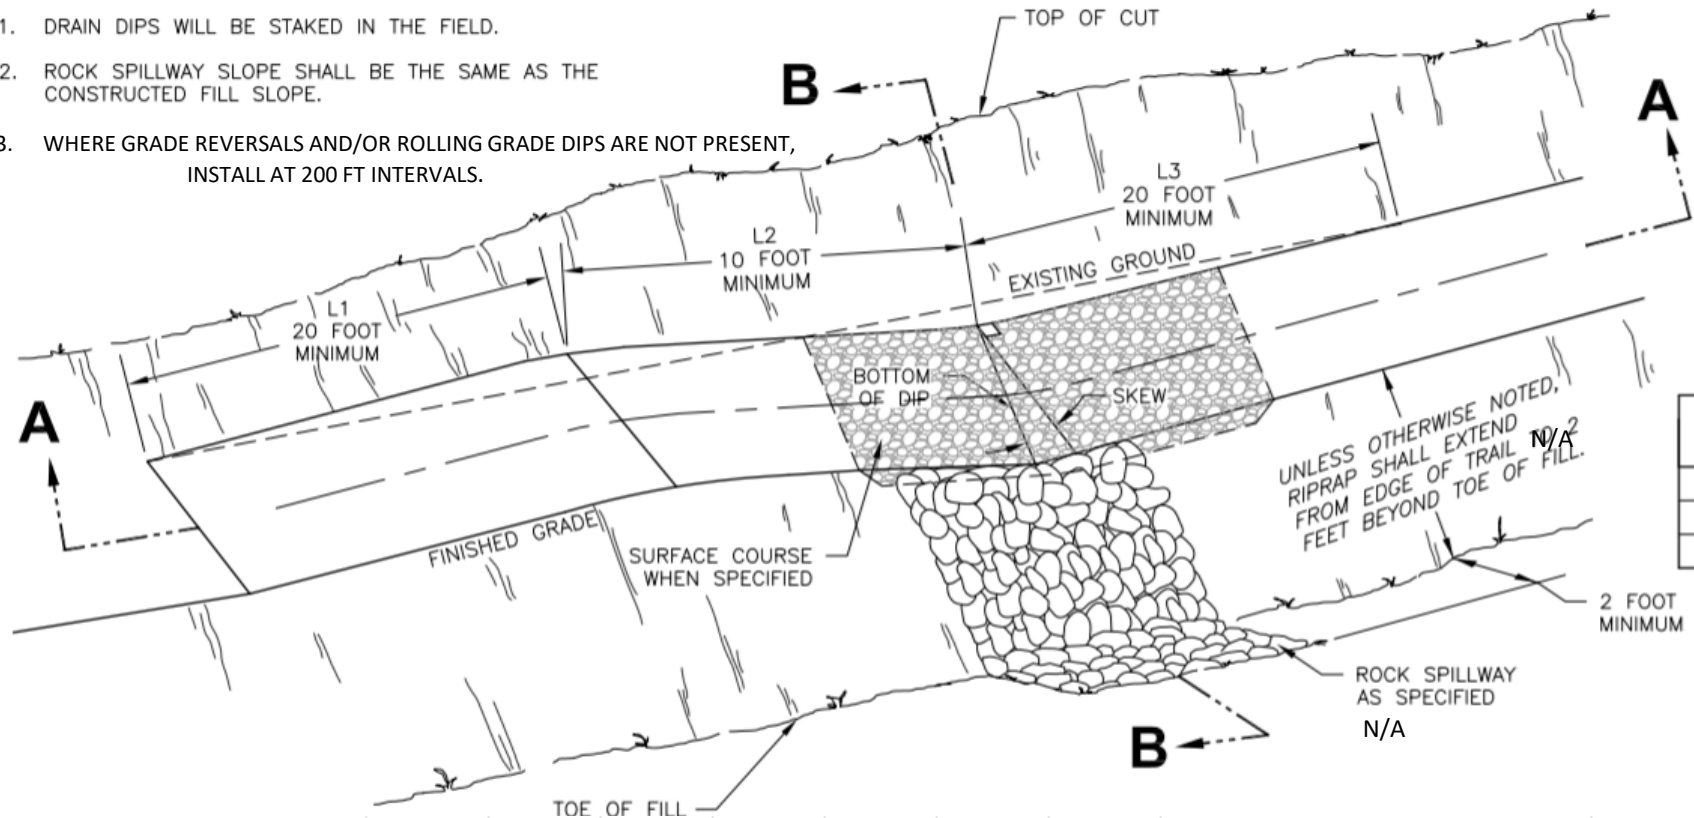 1. DRAIN DIPS WILL BE STAKED IN THE FIELD.
2. ROCK SPILLWAY SLOPE SHALL BE THE SAME AS THE
CONSTRUCTED FILL SLOPE.
3. WHERE GRADE REVERSALS AND/OR ROLLING GRADE DIPS ARE NOT PRESENT,
INSTALL AT 200 FT INTERVALS.
TOP OF CUT
B
A
L3
20 FOOT
MINIMUM
L2
10 FOOT
MINIMUM
EXISTING GROUND
L1
20 FOOT
MINIMUM
BOTTOM
OF DIP
SKEW
A
UNLESS OTHERWISE NOTED,
RIPRAP SHALL EXTEND
FROM EDGE OF TRAIL TO 2
FEET BEYOND TOE OF FILL.
N/A
FINISHED GRADE
SURFACE COURSE
WHEN SPECIFIED
2 FOOT
MINIMUM
ROCK SPILLWAY
AS SPECIFIED
N/A
B
TOE OF FILL